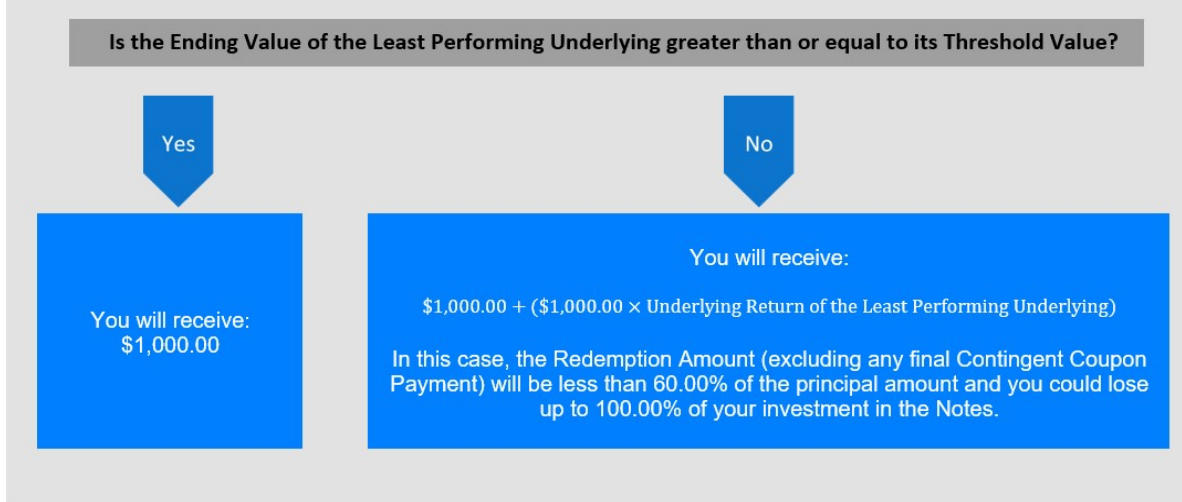 Is the Ending Value of the Least Performing Underlying greater than or equal to its Threshold Value?
Yes
No
You will receive:
$1,000.00
You will receive:
$1,000.00 + ($1,000.00 × Underlying Return of the Least Performing Underlying)
In this case, the Redemption Amount (excluding any final Contingent Coupon
Payment) will be less than 60.00% of the principal amount and you could lose
up to 100.00% of your investment in the Notes.